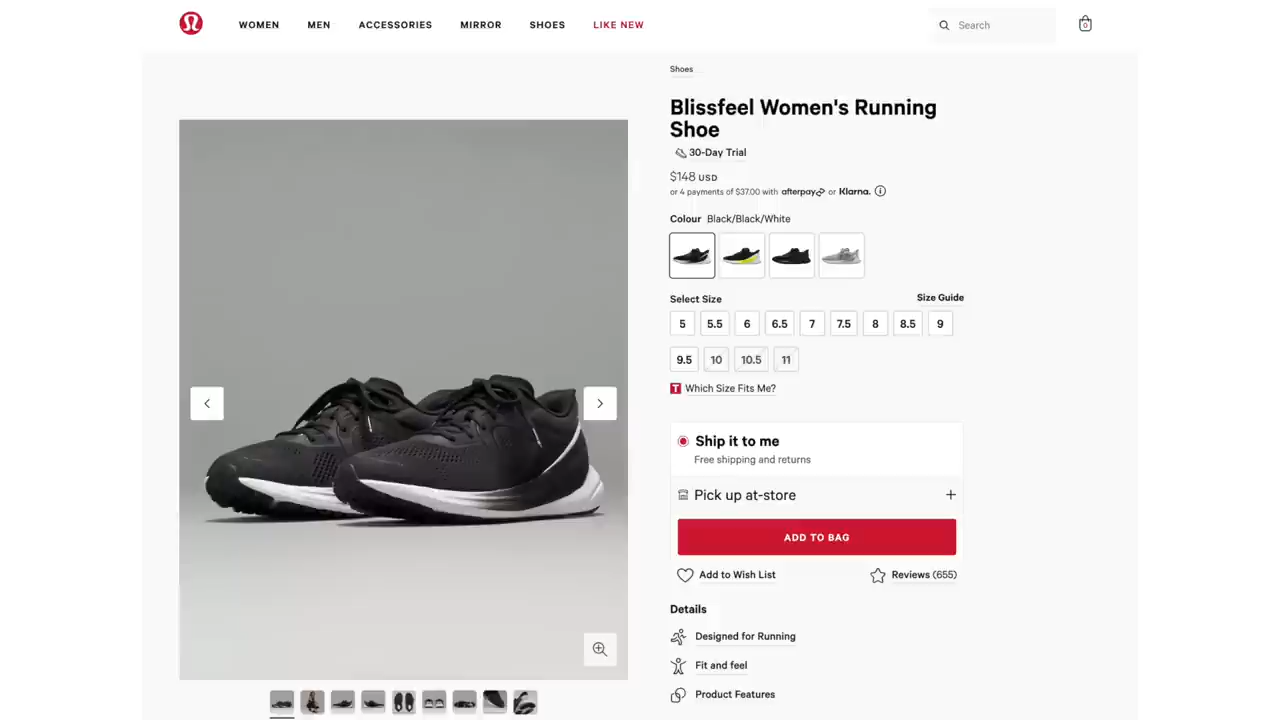 WOMEN MEN ACCESSORIES MIRROR SHOES LIKE NEW Search 0
Shoes
Blissfeel Women's Running
Shoe
30-Day Trial
$148 USD
or 4 payments of $37.00 with afterpay or Klarna. i
Colour Black/Black/White
Select Size Size Guide
5 5.5 6 6.5 7 7.5 8 8.5 9
9.5 10 10.5 11
T Which Size Fits Me?
Ship it to me
Free shipping and returns
Pick up at-store +
ADD TO BAG
Add to Wish List Reviews (655)
Details
Designed for Running
Fit and feel
Product Features